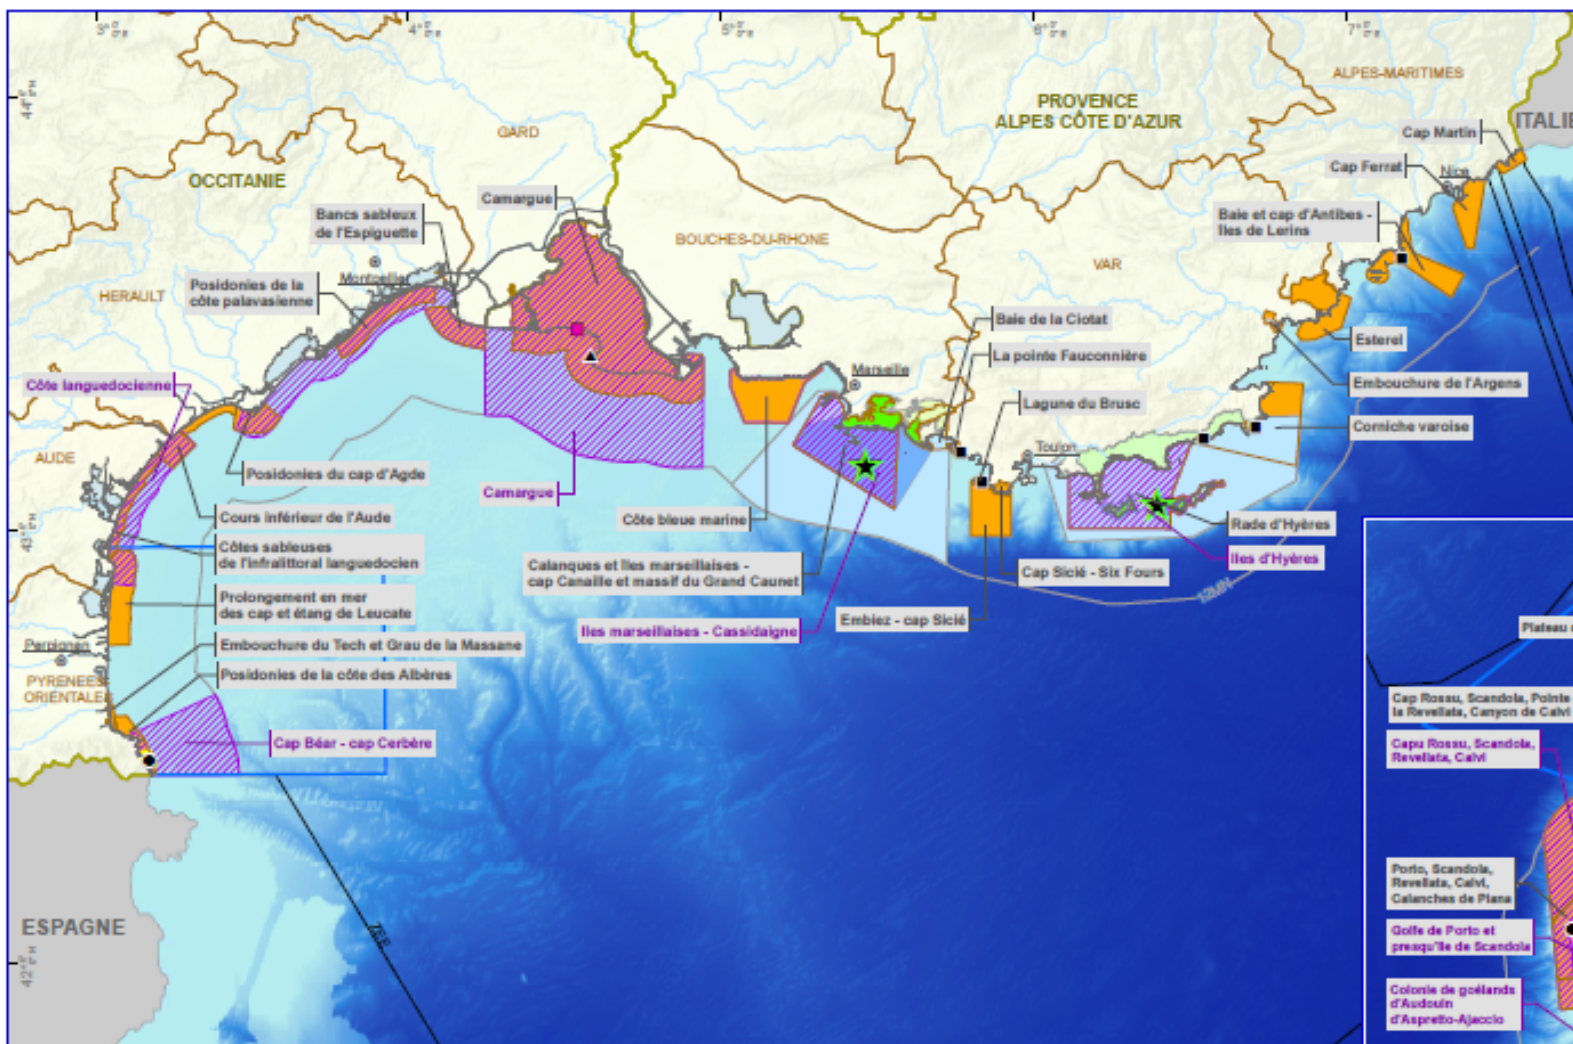 ALPES-MARITIMES
PROVENCE
ALPES CÔTE D'AZUR
ITALIE
GARD
Cap Martin
Cap Ferrat
Nice
OCCITANIE
Camargue
Bancs sableux
de l'Espiguette
Baie et cap d'Antibes -
Iles de Lerins
BOUCHES-DU-RHONE
VAR
Montpellier
HERAULT
Posidonies de la
côte palavasienne
Baie de la Ciotat
Esterel
La pointe Fauconnière
Marseille
Côte languedocienne
Embouchure de l'Argens
Lagune du Brusc
Corniche varoise
AUDE
Toulon
Posidonies du cap d'Agde
Camargue
Cours inférieur de l'Aude
Côte bleue marine
Rade d'Hyères
Côtes sableuses
de l'infralittoral languedocien
Iles d'Hyères
Calanques et îles marseillaises -
cap Canaille et massif du Grand Caunet
Cap Sicié - Six Fours
12MN
Prolongement en mer
des cap et étang de Leucate
Embiez - cap Sicié
Iles marseillaises - Cassidaigne
Plateau
Perpignan
Embouchure du Tech et Grau de la Massane
PYRENEES
ORIENTALES
Posidonies de la côte des Albères
Cap Rossu, Scandola, Pointe
la Revellata, Canyon de Calvi
Cap Béar - cap Cerbère
Capu Rossu, Scandola,
Revellata, Calvi
Porto, Scandola,
Revellata, Calvi,
Calanches de Piana
ESPAGNE
ZEE
Golfe de Porto et
presqu'île de Scandola
Colonie de goélands
d'Audouin
d'Aspretto-Ajaccio